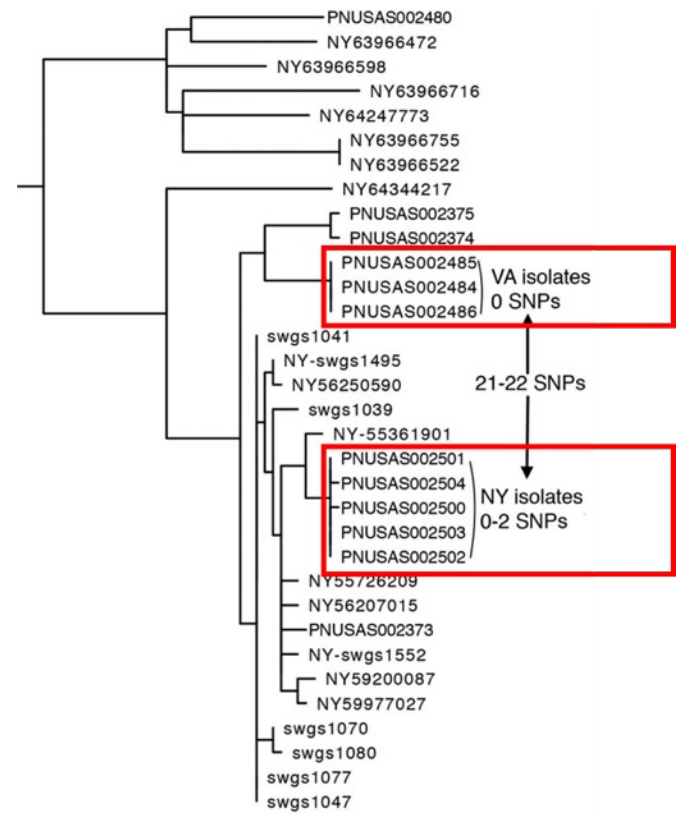 PNUSAS002480
NY63966472
NY63966598
NY63966716
NY64247773
NY63966755
NY63966522
NY64344217
PNUSAS002375
PNUSAS002374
PNUSAS002485
PNUSAS002484
PNUSAS002486
VA isolates
0 SNPs
swgs1041
NY-swgs1495
NY56250590
21-22 SNPs
swgs1039
NY-55361901
PNUSAS002501
PNUSAS002504
PNUSAS002500
PNUSAS002503
PNUSAS002502
NY isolates
0-2 SNPs
NY55726209
NY56207015
PNUSAS002373
NY-swgs1552
NY59200087
NY59977027
swgs1070
swgs1080
swgs1077
swgs1047